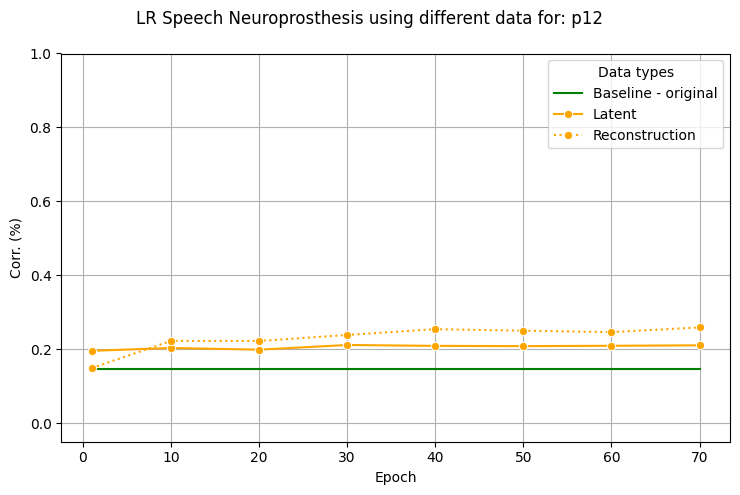 LR Speech Neuroprosthesis using different data for: p12
1.0
0.8
0.6
0.4
0.2
0.0
Corr. (%)
Data types
Baseline - original
Latent
Reconstruction
0 10 20 30 40 50 60 70
Epoch